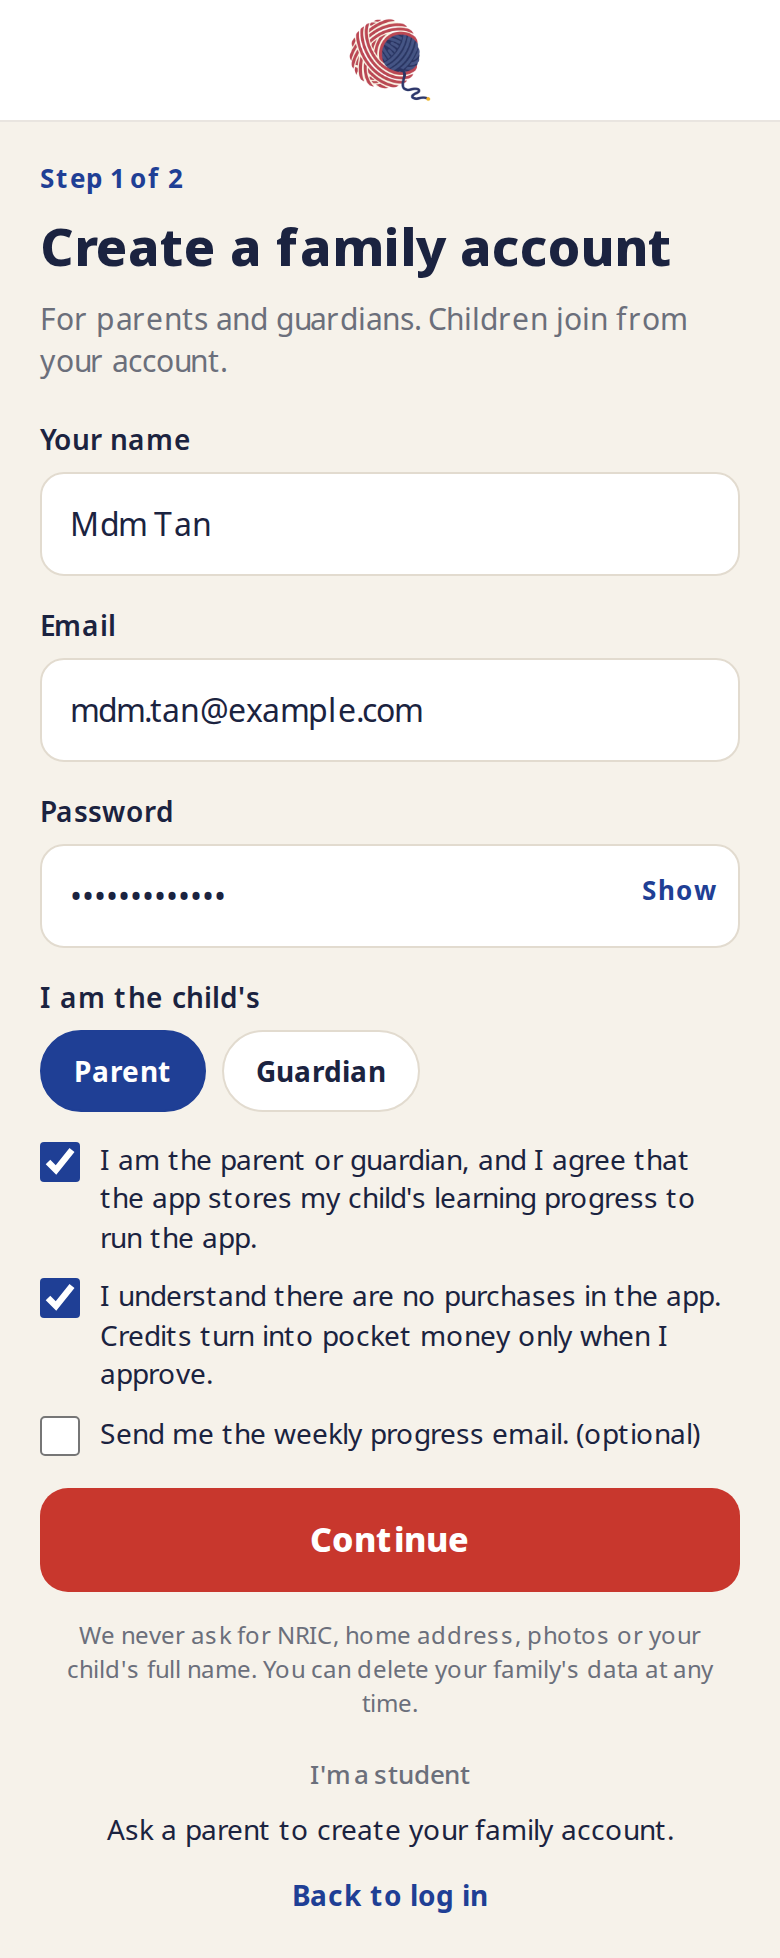 Step 1 of 2
Create a family account
For parents and guardians. Children join from
your account.
Your name
Mdm Tan
Email
mdm.tan@example.com
Password
•••••••••••••
Show
I am the child's
Parent
Guardian
I am the parent or guardian, and I agree that
the app stores my child's learning progress to
run the app.
I understand there are no purchases in the app.
Credits turn into pocket money only when I
approve.
Send me the weekly progress email. (optional)
Continue
We never ask for NRIC, home address, photos or your
child's full name. You can delete your family's data at any
time.
I'm a student
Ask a parent to create your family account.
Back to log in